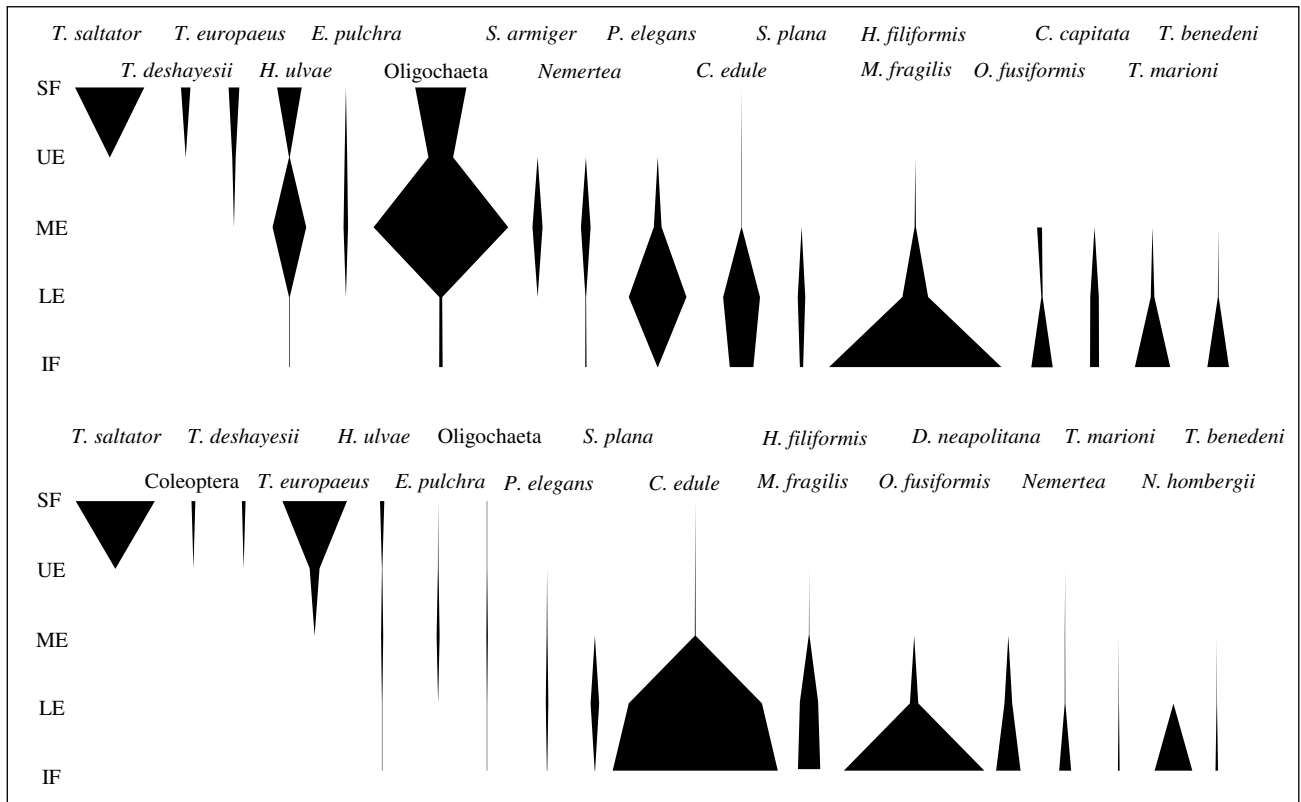 T. saltator T. europaeus E. pulchra S. armiger P. elegans S. plana H. filiformis C. capitata T. benedeni
T. deshayesii H. ulvae Oligochaeta Nemertea C. edule M. fragilis O. fusiformis T. marioni
SF
UE
ME
LE
IF
T. saltator T. deshayesii H. ulvae Oligochaeta S. plana H. filiformis D. neapolitana T. marioni T. benedeni
Coleoptera T. europaeus E. pulchra P. elegans C. edule M. fragilis O. fusiformis Nemertea N. hombergii
SF
UE
ME
LE
IF